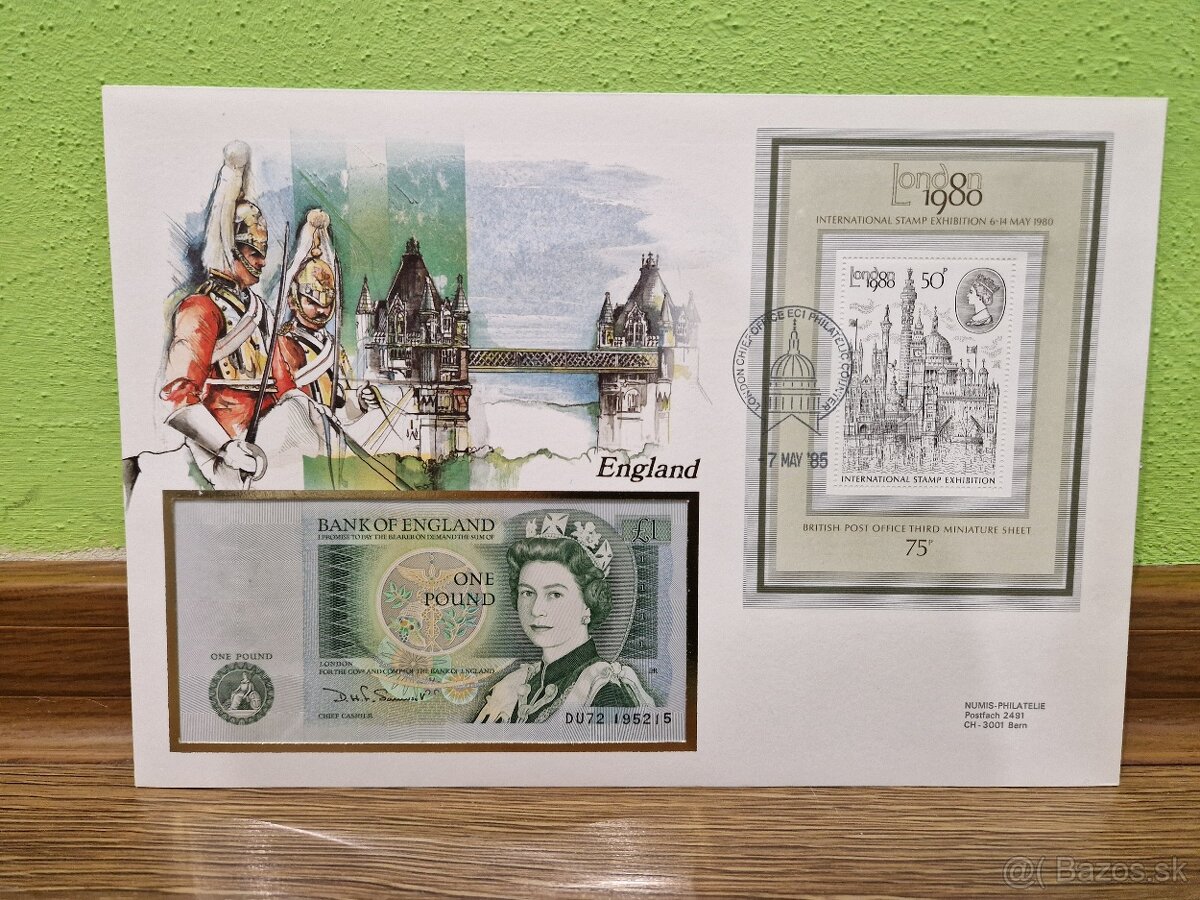 England
BANK OF ENGLAND
£1
I PROMISE TO PAY THE BEARER ON DEMAND THE SUM OF
ONE
POUND
ONE POUND
LONDON
FOR THE GOVR AND COMPA OF THE BANK OF ENGLAND
CHIEF CASHIER
DU72 195215
London
1980
INTERNATIONAL STAMP EXHIBITION 6-14 MAY 1980
London
1980
50P
INTERNATIONAL STAMP EXHIBITION
BRITISH POST OFFICE THIRD MINIATURE SHEET
75P
LONDON CHIEF OFFICE EC1 PHILATELIC COUNTER
-7 MAY '85
NUMIS-PHILATELIE
Postfach 2491
CH-3001 Bern
Bazos.sk